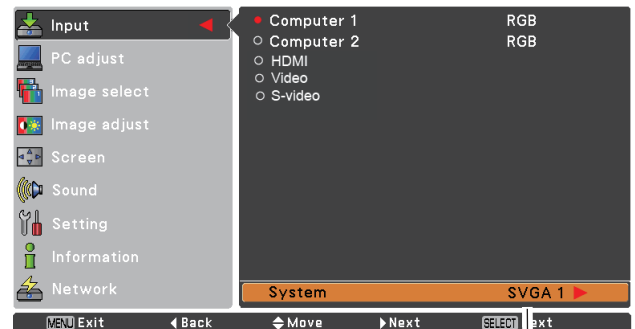 Input
PC adjust
Image select
Image adjust
Screen
Sound
Setting
Information
Network
Computer 1 RGB
Computer 2 RGB
HDMI
Video
S-video
System SVGA 1
MENU Exit Back Move Next SELECT ext